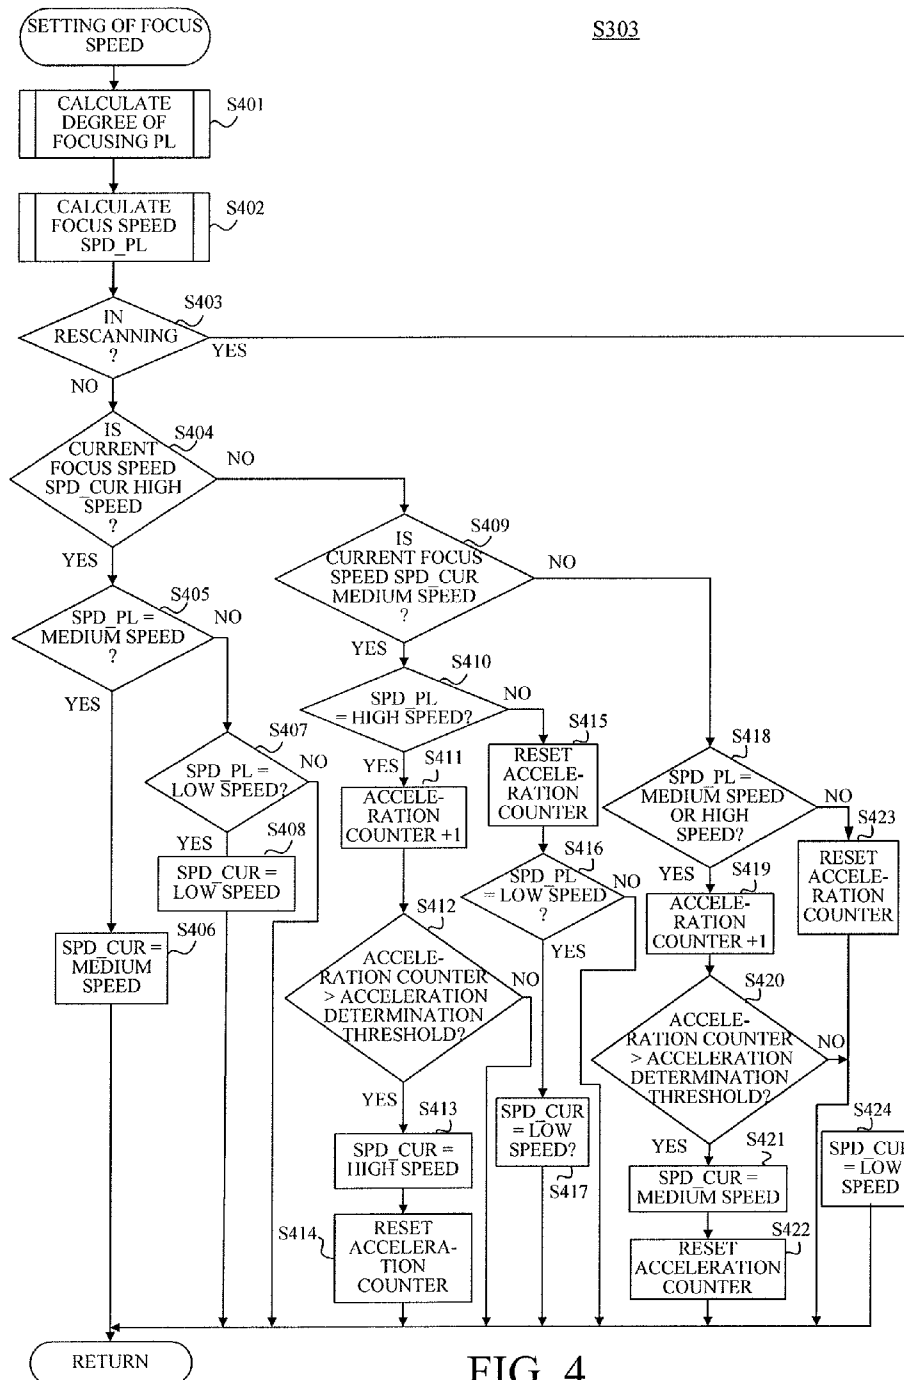 SETTING OF FOCUS
SPEED
S303
CALCULATE
DEGREE OF
FOCUSING PL
S401
CALCULATE
FOCUS SPEED
SPD_PL
S402
IN
RESCANNING
?
S403
YES
NO
IS
CURRENT
FOCUS SPEED
SPD_CUR HIGH
SPEED
?
S404
NO
YES
IS
CURRENT FOCUS
SPEED SPD_CUR
MEDIUM SPEED
?
S409
NO
YES
SPD_PL =
MEDIUM SPEED
?
S405
NO
YES
SPD_PL
= HIGH SPEED?
S410
NO
YES
SPD_PL =
LOW SPEED?
S407
NO
YES
SPD_CUR =
LOW SPEED
S408
SPD_CUR =
MEDIUM
SPEED
S406
ACCELE-
RATION
COUNTER +1
S411
RESET
ACCELE-
RATION
COUNTER
S415
SPD_PL =
MEDIUM SPEED
OR HIGH
SPEED?
S418
NO
YES
SPD_PL
= LOW SPEED
?
S416
NO
YES
ACCELE-
RATION
COUNTER +1
S419
RESET
ACCELE-
RATION
COUNTER
S423
ACCELE-
RATION COUNTER
> ACCELERATION
DETERMINATION
THRESHOLD?
S412
NO
YES
ACCELE-
RATION COUNTER
> ACCELERATION
DETERMINATION
THRESHOLD?
S420
NO
YES
SPD_CUR =
HIGH SPEED
S413
SPD_CUR
= LOW
SPEED?
S417
SPD_CUR =
MEDIUM SPEED
S421
SPD_CUR
= LOW
SPEED
S424
RESET
ACCELERA-
TION
COUNTER
S414
RESET
ACCELERATION
COUNTER
S422
RETURN
FIG. 4